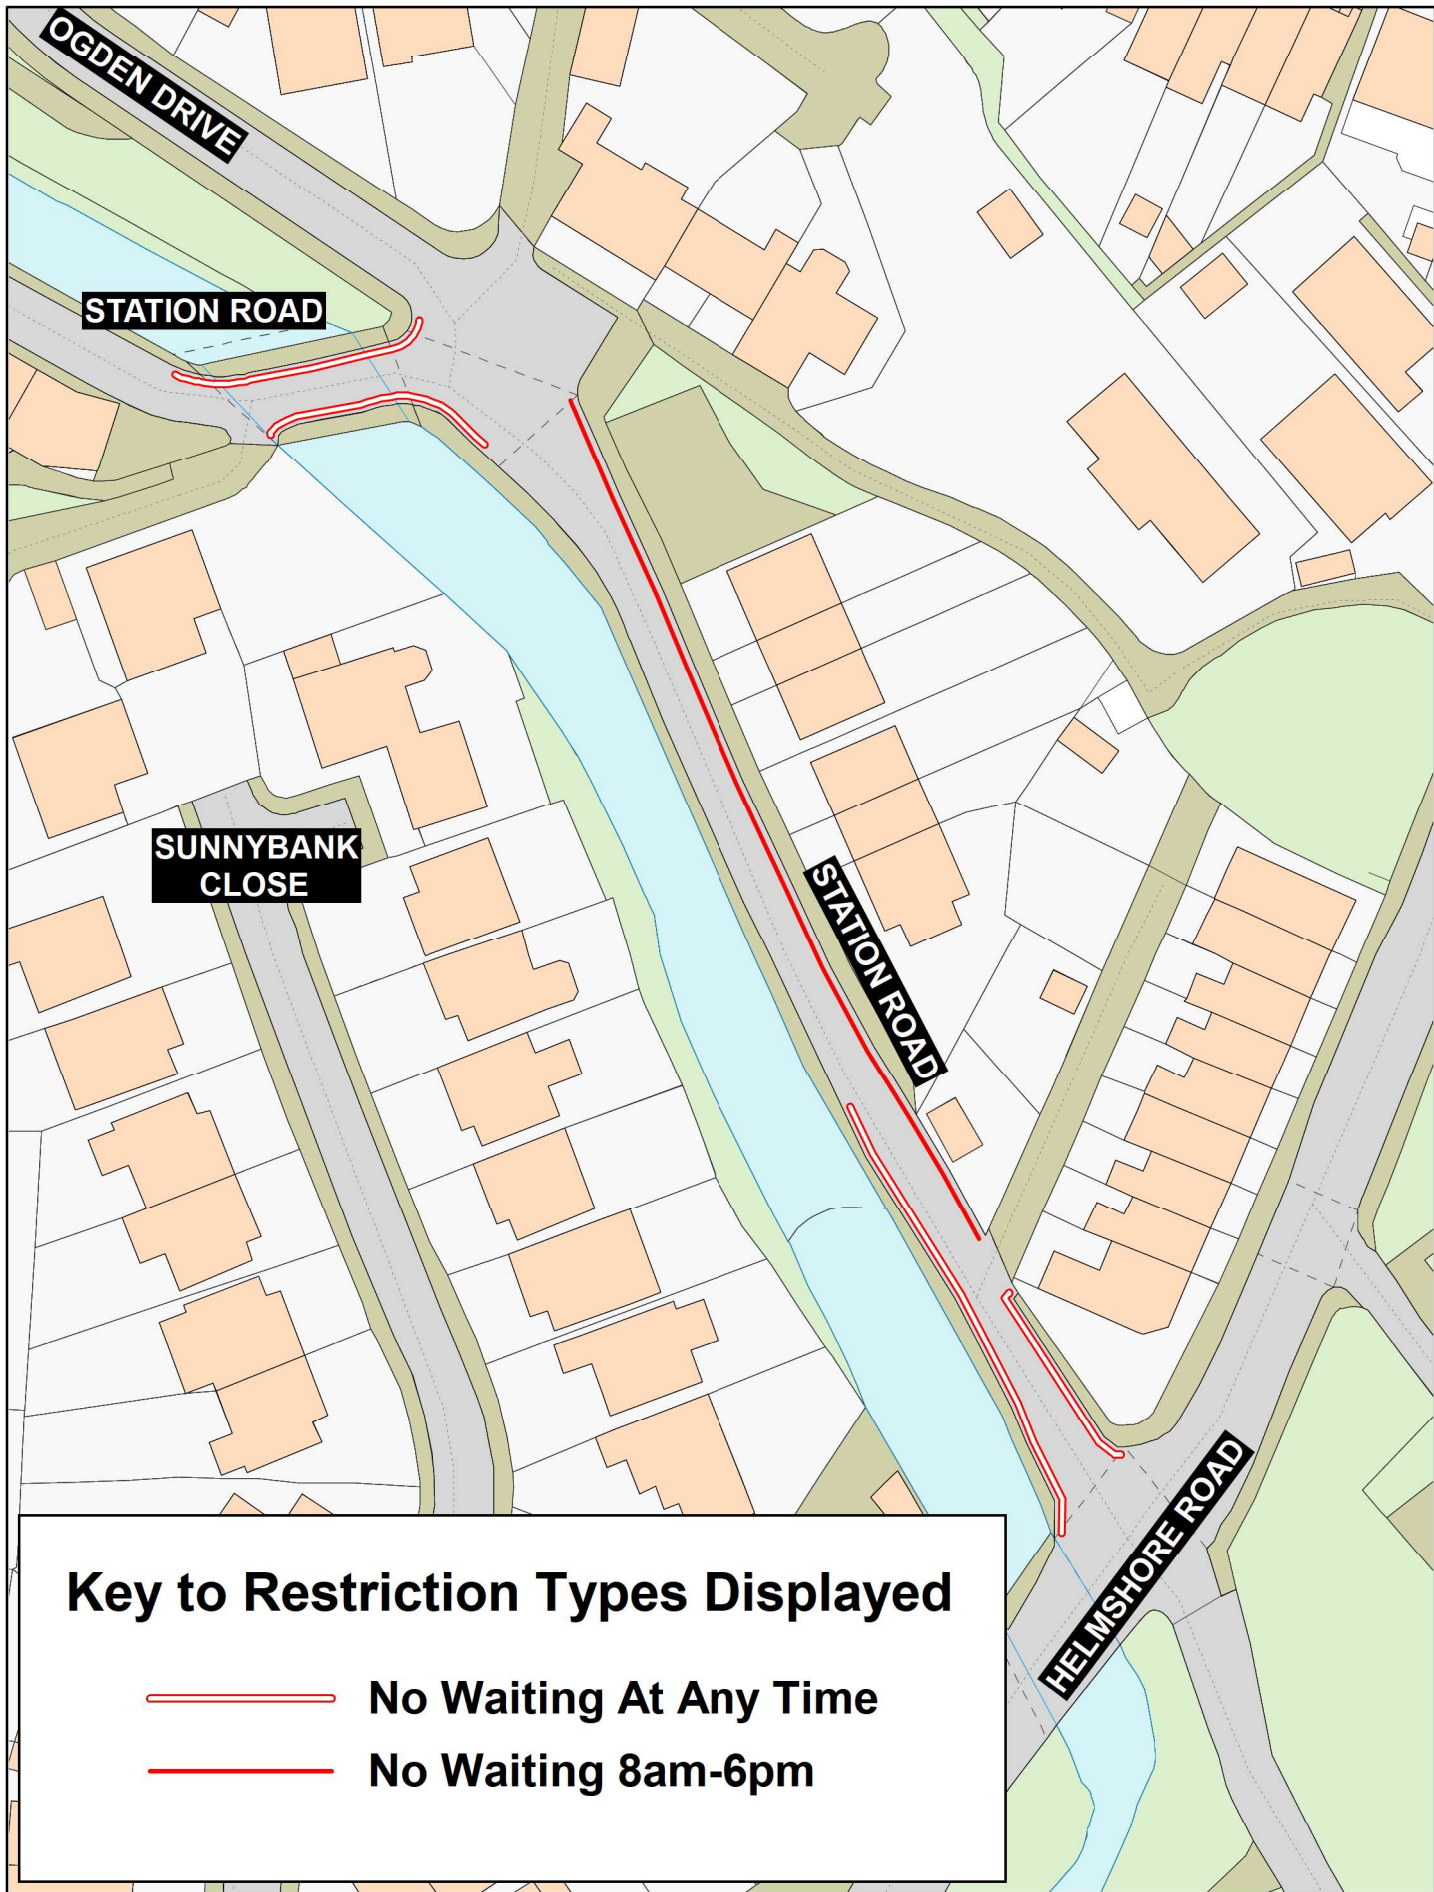 OGDEN DRIVE
STATION ROAD
SUNNYBANK
CLOSE
STATION ROAD
HELMSHORE ROAD
Key to Restriction Types Displayed
No Waiting At Any Time
No Waiting 8am-6pm